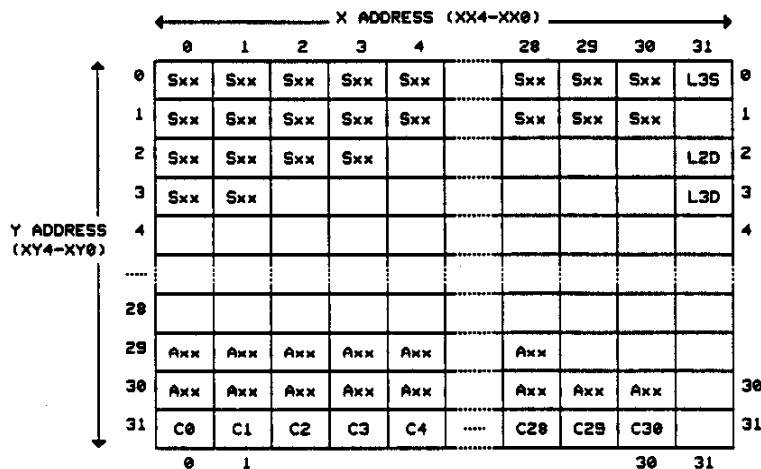 X ADDRESS (XX4-XX0)
0 1 2 3 4 28 29 30 31
0 Sxx Sxx Sxx Sxx Sxx Sxx Sxx Sxx L3S 0
1 Sxx Sxx Sxx Sxx Sxx Sxx Sxx Sxx 1
2 Sxx Sxx Sxx Sxx L2D 2
3 Sxx Sxx L3D 3
Y ADDRESS 4 4
(XY4-XY0)
.....
28
29 Axx Axx Axx Axx Axx Axx
30 Axx Axx Axx Axx Axx Axx Axx Axx 30
31 C0 C1 C2 C3 C4 ..... C28 C29 C30 31
0 1 30 31